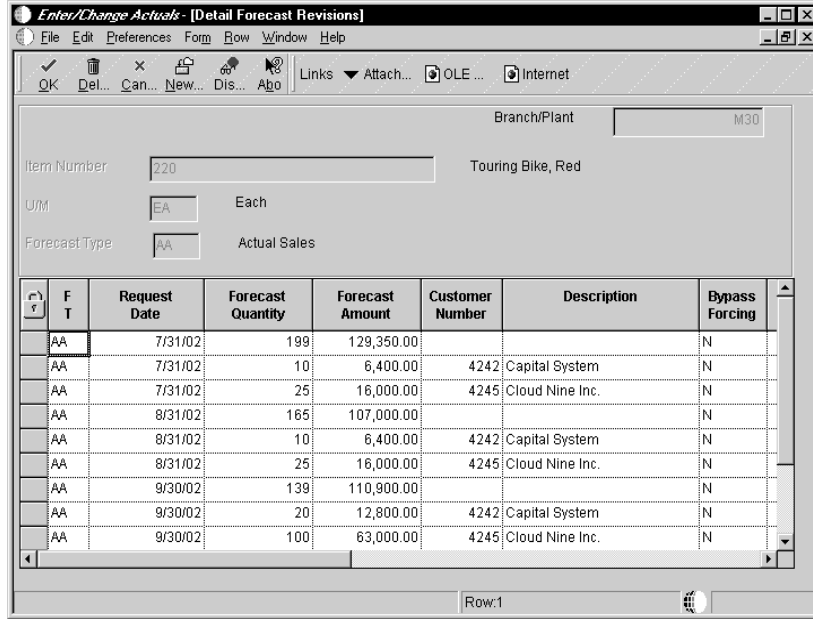 Enter/Change Actuals - [Detail Forecast Revisions]
File Edit Preferences Form Row Window Help
OK Del... Can... New... Dis... Abo Links Attach... OLE ... Internet
Branch/Plant M30
Item Number 220 Touring Bike, Red
U/M EA Each
Forecast Type AA Actual Sales
F T Request Date Forecast Quantity Forecast Amount Customer Number Description Bypass Forcing
AA 7/31/02 199 129,350.00 N
AA 7/31/02 10 6,400.00 4242 Capital System N
AA 7/31/02 25 16,000.00 4245 Cloud Nine Inc. N
AA 8/31/02 165 107,000.00 N
AA 8/31/02 10 6,400.00 4242 Capital System N
AA 8/31/02 25 16,000.00 4245 Cloud Nine Inc. N
AA 9/30/02 139 110,900.00 N
AA 9/30/02 20 12,800.00 4242 Capital System N
AA 9/30/02 100 63,000.00 4245 Cloud Nine Inc. N
Row:1